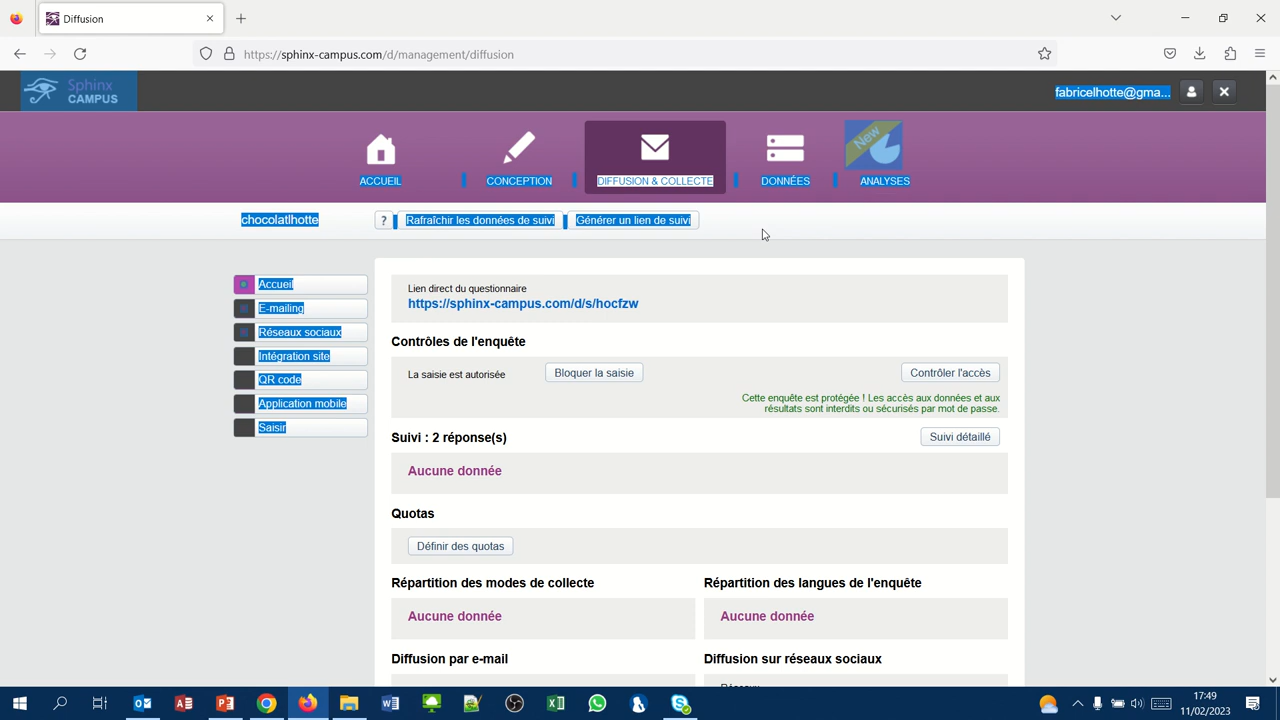 Diffusion
https://sphinx-campus.com/d/management/diffusion
Sphinx
CAMPUS
fabricelhotte@gma...
New
ACCUEIL
CONCEPTION
DIFFUSION & COLLECTE
DONNÉES
ANALYSES
chocolatlhotte
?
Rafraîchir les données de suivi
Générer un lien de suivi
Accueil
E-mailing
Réseaux sociaux
Intégration site
QR code
Application mobile
Saisir
Lien direct du questionnaire
https://sphinx-campus.com/d/s/hocfzw
Contrôles de l'enquête
La saisie est autorisée
Bloquer la saisie
Contrôler l'accès
Cette enquête est protégée ! Les accès aux données et aux
résultats sont interdits ou sécurisés par mot de passe.
Suivi : 2 réponse(s)
Suivi détaillé
Aucune donnée
Quotas
Définir des quotas
Répartition des modes de collecte
Répartition des langues de l'enquête
Aucune donnée
Aucune donnée
Diffusion par e-mail
Diffusion sur réseaux sociaux
17:49
11/02/2023